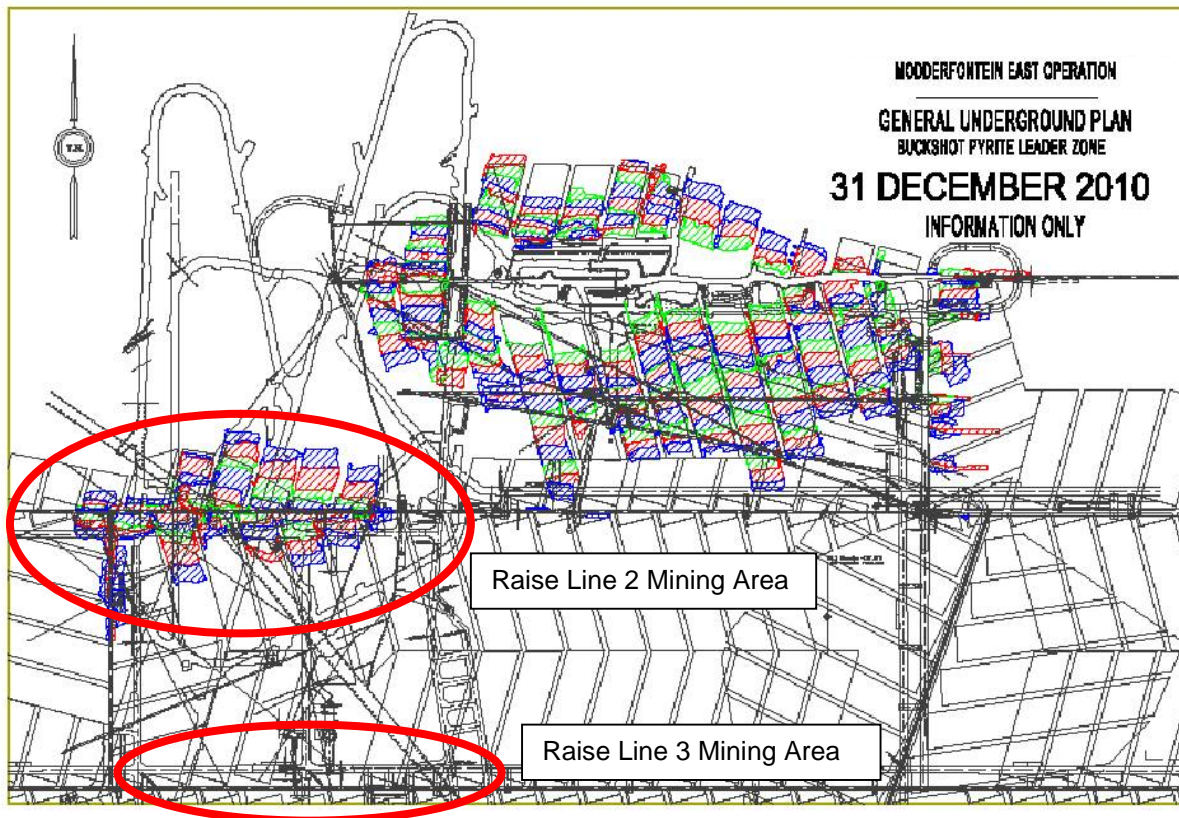 MODDERFONTEIN EAST OPERATION
GENERAL UNDERGROUND PLAN
BUCKSHOT PYRITE LEADER ZONE
31 DECEMBER 2010
INFORMATION ONLY
T.N.
Raise Line 2 Mining Area
Raise Line 3 Mining Area